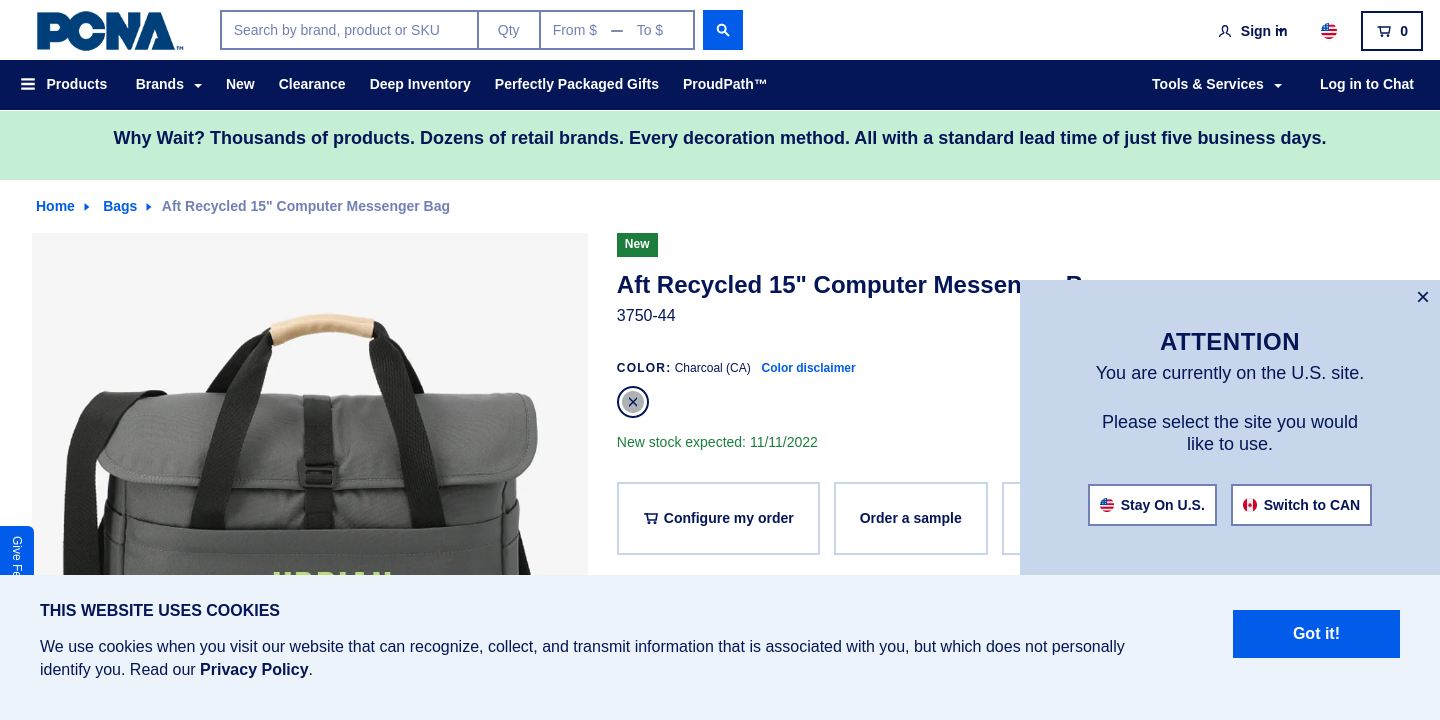 PCNA™
Search by brand, product or SKU
Qty
From $ — To $
Sign in
0
Products
Brands
New
Clearance
Deep Inventory
Perfectly Packaged Gifts
ProudPath™
Tools & Services
Log in to Chat
Why Wait? Thousands of products. Dozens of retail brands. Every decoration method. All with a standard lead time of just five business days.
Home
Bags
Aft Recycled 15" Computer Messenger Bag
New
Aft Recycled 15" Computer Messen
3750-44
COLOR: Charcoal (CA) Color disclaimer
New stock expected: 11/11/2022
Configure my order
Order a sample
×
ATTENTION
You are currently on the U.S. site.
Please select the site you would
like to use.
Stay On U.S.
Switch to CAN
Give Fe
THIS WEBSITE USES COOKIES
We use cookies when you visit our website that can recognize, collect, and transmit information that is associated with you, but which does not personally
identify you. Read our Privacy Policy.
Got it!